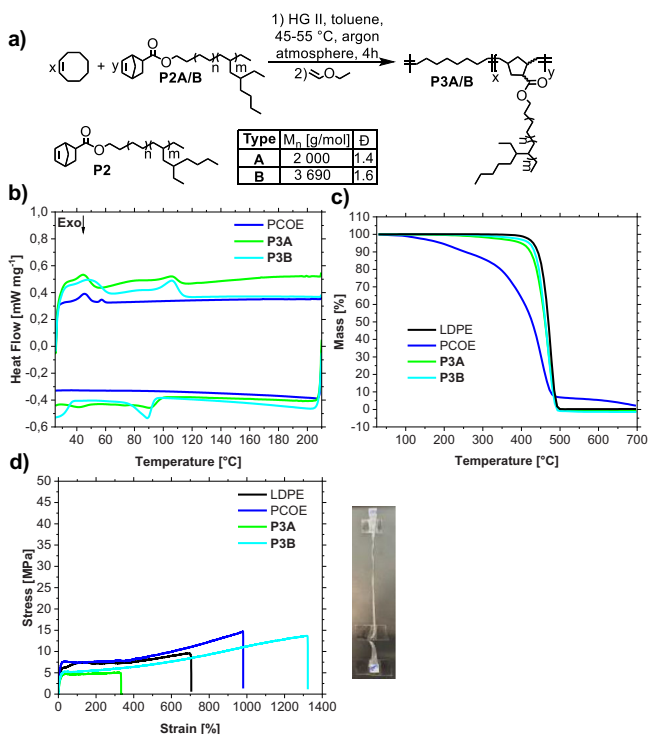 a)
1) HG II, toluene,
45-55 °C, argon
atmosphere, 4h
2) O
x + y O O P2A/B n m
P3A/B x y O O n m
P2 O O n m
Type Mn [g/mol] Đ
A 2 000 1.4
B 3 690 1.6
b)
Exo
PCOE
P3A
P3B
1,0
0,8
0,6
0,4
0,2
0,0
-0,2
-0,4
-0,6
Heat Flow [mW mg-1]
40 60 80 100 120 140 160 180 200
Temperature [°C]
c)
110
100
90
80
70
60
50
40
30
20
10
0
-10
Mass [%]
LDPE
PCOE
P3A
P3B
100 200 300 400 500 600 700
Temperature [°C]
d)
50
45
40
35
30
25
20
15
10
5
0
Stress [MPa]
LDPE
PCOE
P3A
P3B
0 200 400 600 800 1000 1200 1400
Strain [%]